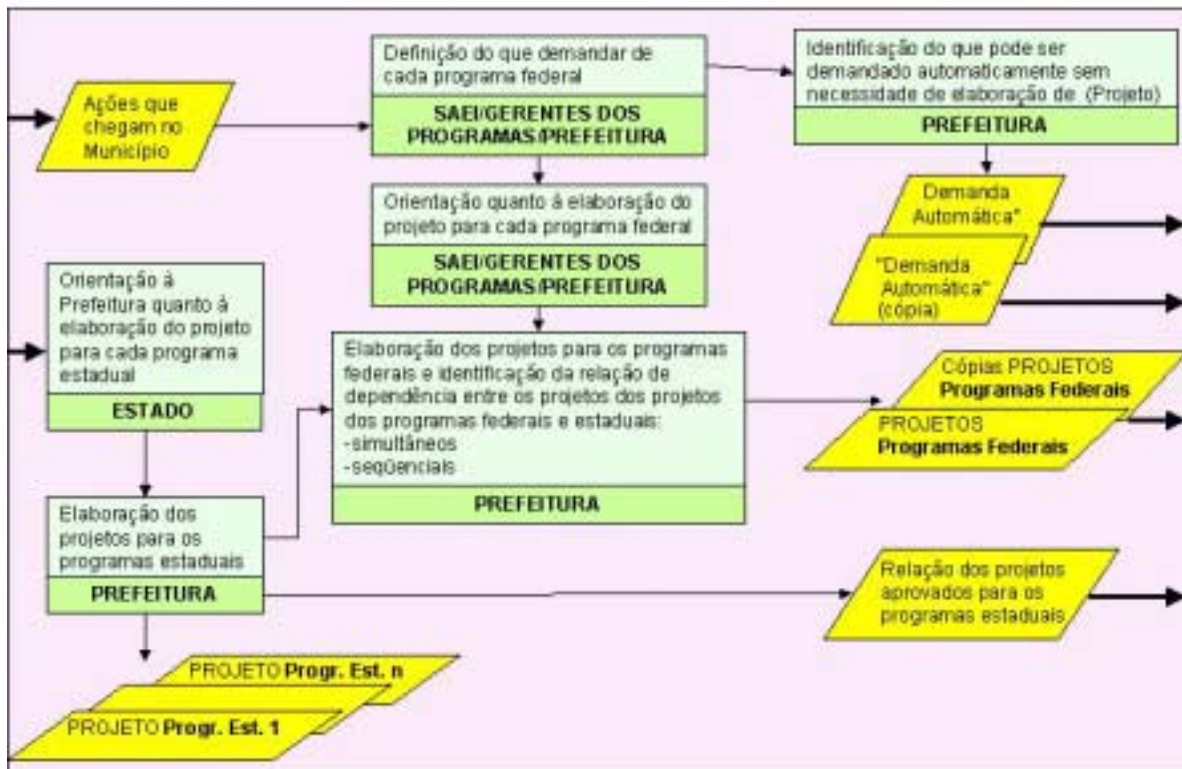 Ações que
chegam no
Município
Definição do que demandar de
cada programa federal
SAEI/GERENTES DOS
PROGRAMAS/PREFEITURA
Identificação do que pode ser
demandado automaticamente sem
necessidade de elaboração de (Projeto)
PREFEITURA
Demanda
Automática"
"Demanda
Automática"
(cópia)
Orientação quanto à elaboração do
projeto para cada programa federal
SAEI/GERENTES DOS
PROGRAMAS/PREFEITURA
Orientação à
Prefeitura quanto à
elaboração do projeto
para cada programa
estadual
ESTADO
Elaboração dos projetos para os programas
federais e identificação da relação de
dependência entre os projetos dos projetos
dos programas federais e estaduais:
-simultâneos
-seqüenciais
PREFEITURA
Cópias PROJETOS
Programas Federais
PROJETOS
Programas Federais
Elaboração dos
projetos para os
programas estaduais
PREFEITURA
Relação dos projetos
aprovados para os
programas estaduais
PROJETO Progr. Est. n
PROJETO Progr. Est. 1